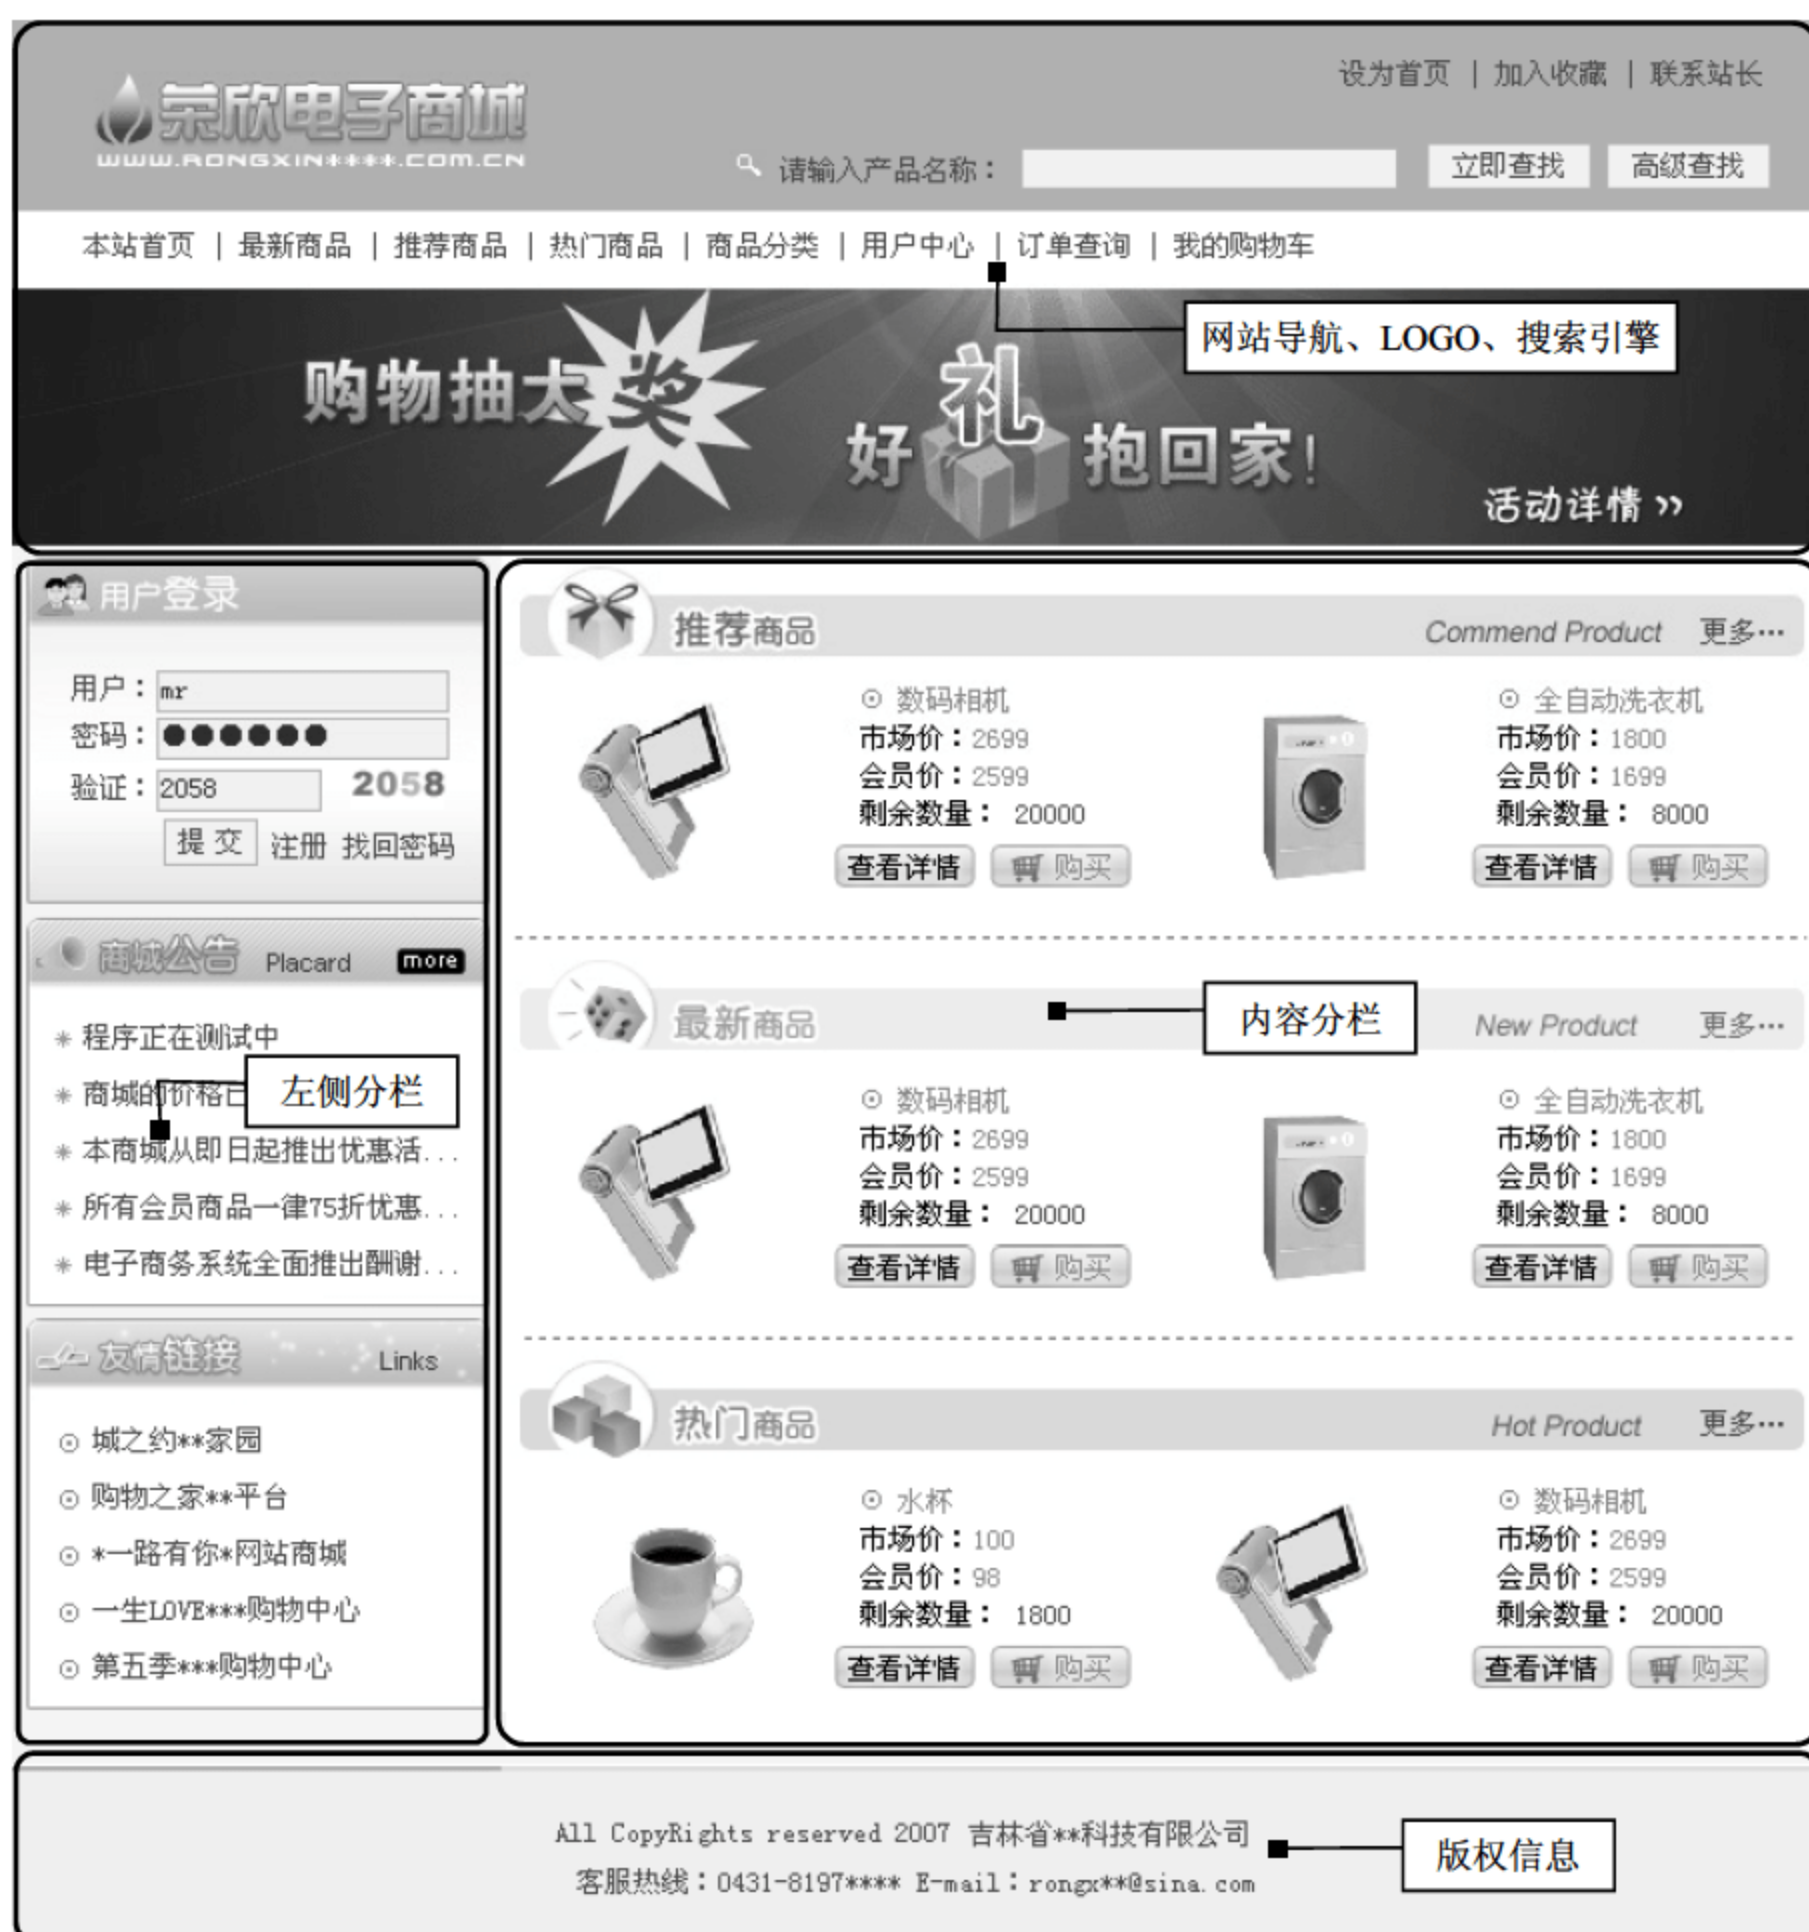 荣欣电子商城
WWW.RONGXIN****.COM.CN
设为首页 | 加入收藏 | 联系站长
请输入产品名称： 立即查找 高级查找
本站首页 | 最新商品 | 推荐商品 | 热门商品 | 商品分类 | 用户中心 | 订单查询 | 我的购物车
网站导航、LOGO、搜索引擎
购物抽大奖
好礼抱回家!
活动详情 >>
用户登录
用户：mr
密码：●●●●●●
验证：2058 2058
提 交 注册 找回密码
商城公告 Placard more
程序正在测试中
商城的价格已
左侧分栏
本商城从即日起推出优惠活...
所有会员商品一律75折优惠...
电子商务系统全面推出酬谢...
友情链接 Links
城之约**家园
购物之家**平台
*一路有你*网站商城
一生LOVE***购物中心
第五季***购物中心
推荐商品 Commend Product 更多…
数码相机
市场价：2699
会员价：2599
剩余数量： 20000
查看详情 购买
全自动洗衣机
市场价：1800
会员价：1699
剩余数量： 8000
查看详情 购买
最新商品 New Product 更多…
内容分栏
数码相机
市场价：2699
会员价：2599
剩余数量： 20000
查看详情 购买
全自动洗衣机
市场价：1800
会员价：1699
剩余数量： 8000
查看详情 购买
热门商品 Hot Product 更多…
水杯
市场价：100
会员价：98
剩余数量： 1800
查看详情 购买
数码相机
市场价：2699
会员价：2599
剩余数量： 20000
查看详情 购买
All CopyRights reserved 2007 吉林省**科技有限公司
客服热线：0431-8197**** E-mail：rongx**@sina.com
版权信息